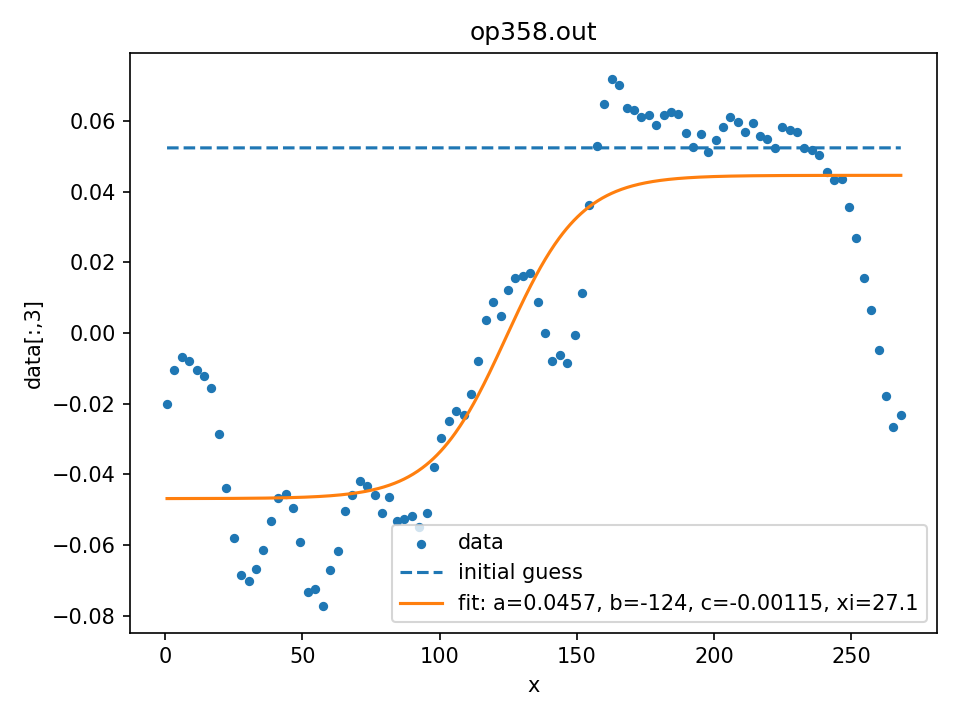 op358.out
0.06
0.04
0.02
0.00
−0.02
−0.04
−0.06
−0.08
data[:,3]
data
initial guess
fit: a=0.0457, b=-124, c=-0.00115, xi=27.1
0 50 100 150 200 250
x